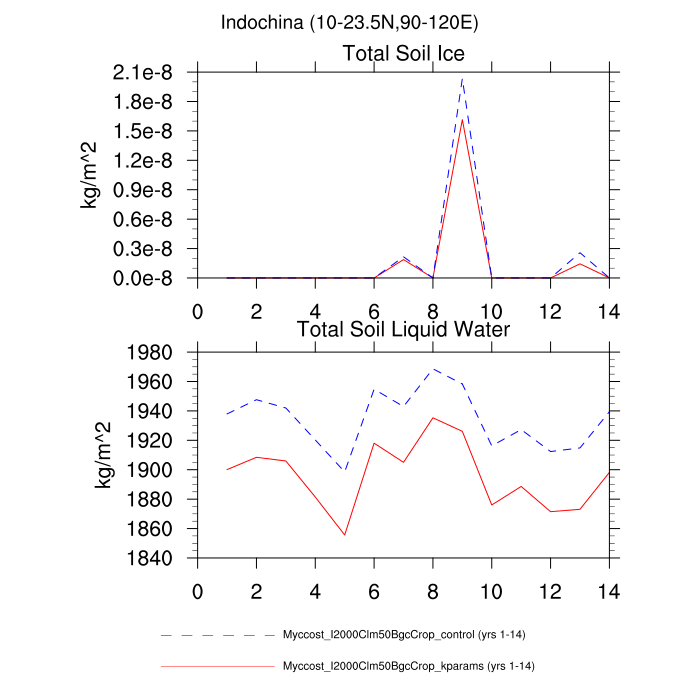 Indochina (10-23.5N,90-120E)
Total Soil Ice
2.1e-8
1.8e-8
1.5e-8
1.2e-8
0.9e-8
0.6e-8
0.3e-8
0.0e-8
kg/m^2
0 2 4 6 8 10 12 14
Total Soil Liquid Water
1980
1960
1940
1920
1900
1880
1860
1840
kg/m^2
0 2 4 6 8 10 12 14
Myccost_I2000Clm50BgcCrop_control (yrs 1-14)
Myccost_I2000Clm50BgcCrop_kparams (yrs 1-14)